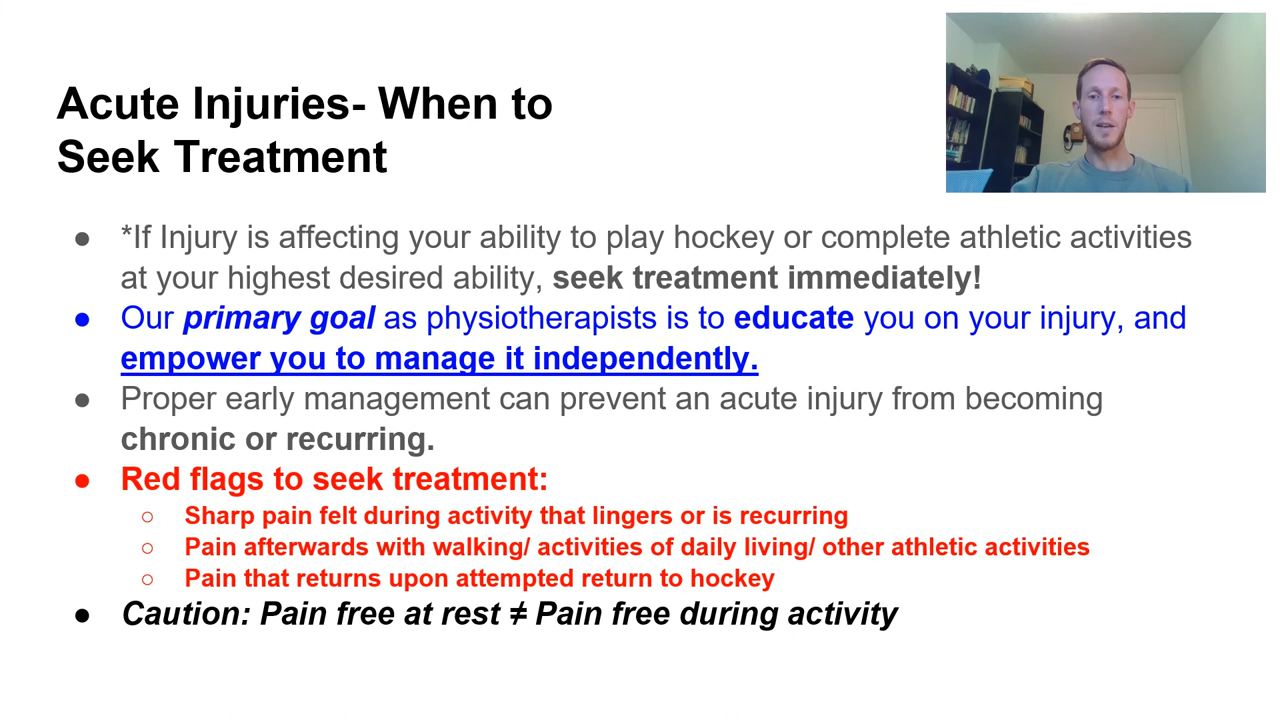 Acute Injuries- When to
Seek Treatment
● *If Injury is affecting your ability to play hockey or complete athletic activities
at your highest desired ability, seek treatment immediately!
● Our primary goal as physiotherapists is to educate you on your injury, and
empower you to manage it independently.
● Proper early management can prevent an acute injury from becoming
chronic or recurring.
● Red flags to seek treatment:
○ Sharp pain felt during activity that lingers or is recurring
○ Pain afterwards with walking/ activities of daily living/ other athletic activities
○ Pain that returns upon attempted return to hockey
● Caution: Pain free at rest ≠ Pain free during activity